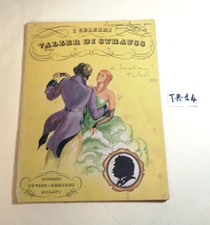 I CELEBRI
VALZER DI STRAUSS
TR-14
EDIZIONI
SUVINI-ZERBONI
MILANO